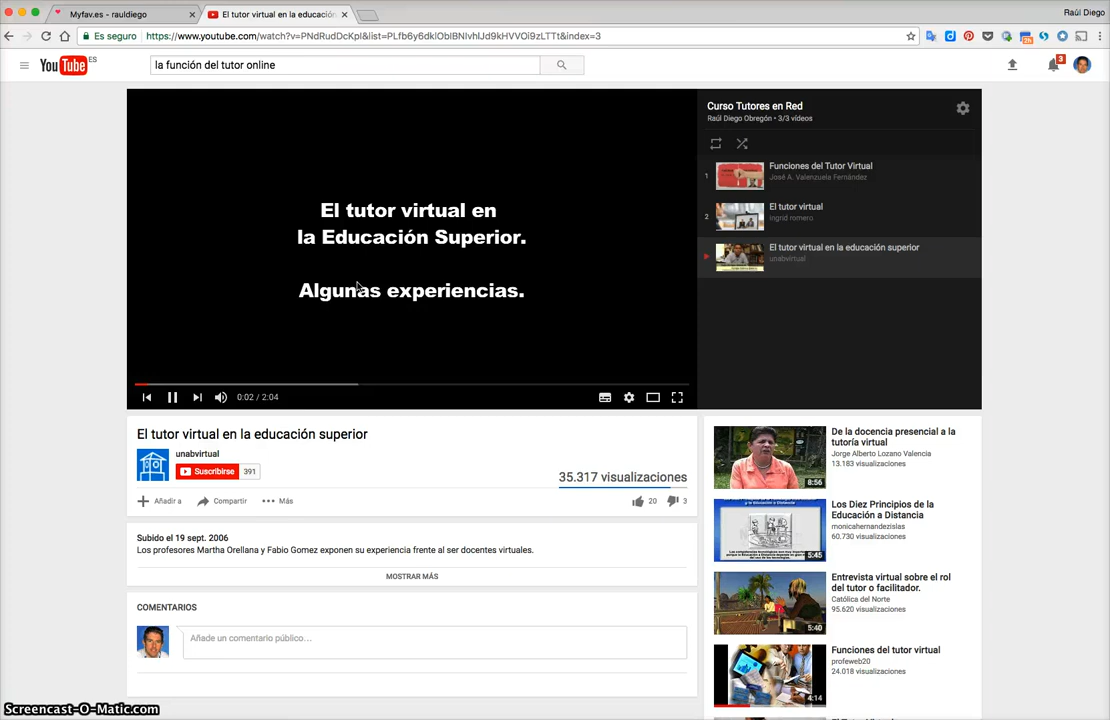 Myfav.es - rauldiego
El tutor virtual en la educación
Raúl Diego
Es seguro
https://www.youtube.com/watch?v=PNdRudDcKpI&list=PLfb6y6dklOblBNIvhIJd9kHVVOi9zLTTt&index=3
YouTube ES
la función del tutor online
3
El tutor virtual en
la Educación Superior.
Algunas experiencias.
0:02 / 2:04
Curso Tutores en Red
Raúl Diego Obregón • 3/3 vídeos
1
Funciones del Tutor Virtual
José A. Valenzuela Fernández
2
El tutor virtual
ingrid romero
El tutor virtual en la educación superior
unabvirtual
El tutor virtual en la educación superior
unabvirtual
Suscribirse 391
35.317 visualizaciones
Añadir a
Compartir
Más
20
3
Subido el 19 sept. 2006
Los profesores Martha Orellana y Fabio Gomez exponen su experiencia frente al ser docentes virtuales.
MOSTRAR MÁS
COMENTARIOS
Añade un comentario público...
De la docencia presencial a la
tutoría virtual
Jorge Alberto Lozano Valencia
13.183 visualizaciones
8:56
Los Diez Principios de la
Educación a Distancia
monicahernandezislas
60.730 visualizaciones
5:45
Entrevista virtual sobre el rol
del tutor o facilitador.
Católica del Norte
95.620 visualizaciones
5:40
Funciones del tutor virtual
profeweb20
24.018 visualizaciones
4:14
Screencast-O-Matic.com